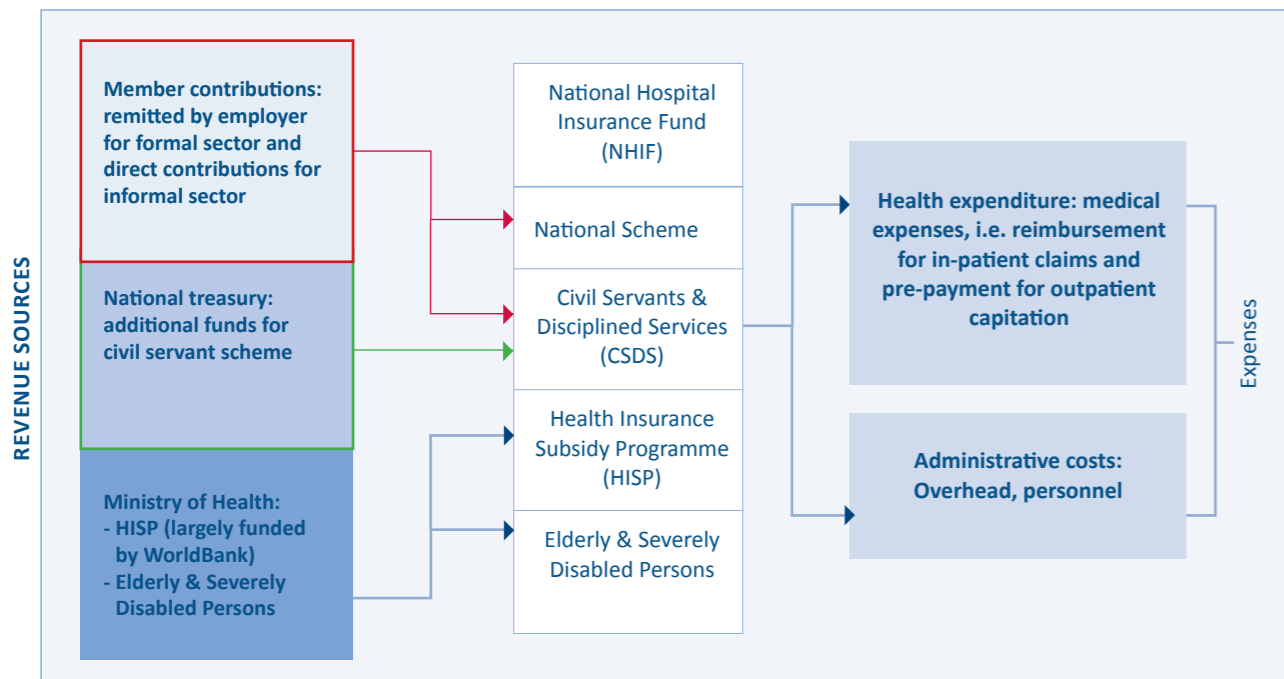 REVENUE SOURCES
Member contributions:
remitted by employer
for formal sector and
direct contributions for
informal sector
National treasury:
additional funds for
civil servant scheme
Ministry of Health:
- HISP (largely funded
by WorldBank)
- Elderly & Severely
Disabled Persons
National Hospital
Insurance Fund
(NHIF)
National Scheme
Civil Servants &
Disciplined Services
(CSDS)
Health Insurance
Subsidy Programme
(HISP)
Elderly & Severely
Disabled Persons
Health expenditure: medical
expenses, i.e. reimbursement
for in-patient claims and
pre-payment for outpatient
capitation
Administrative costs:
Overhead, personnel
Expenses